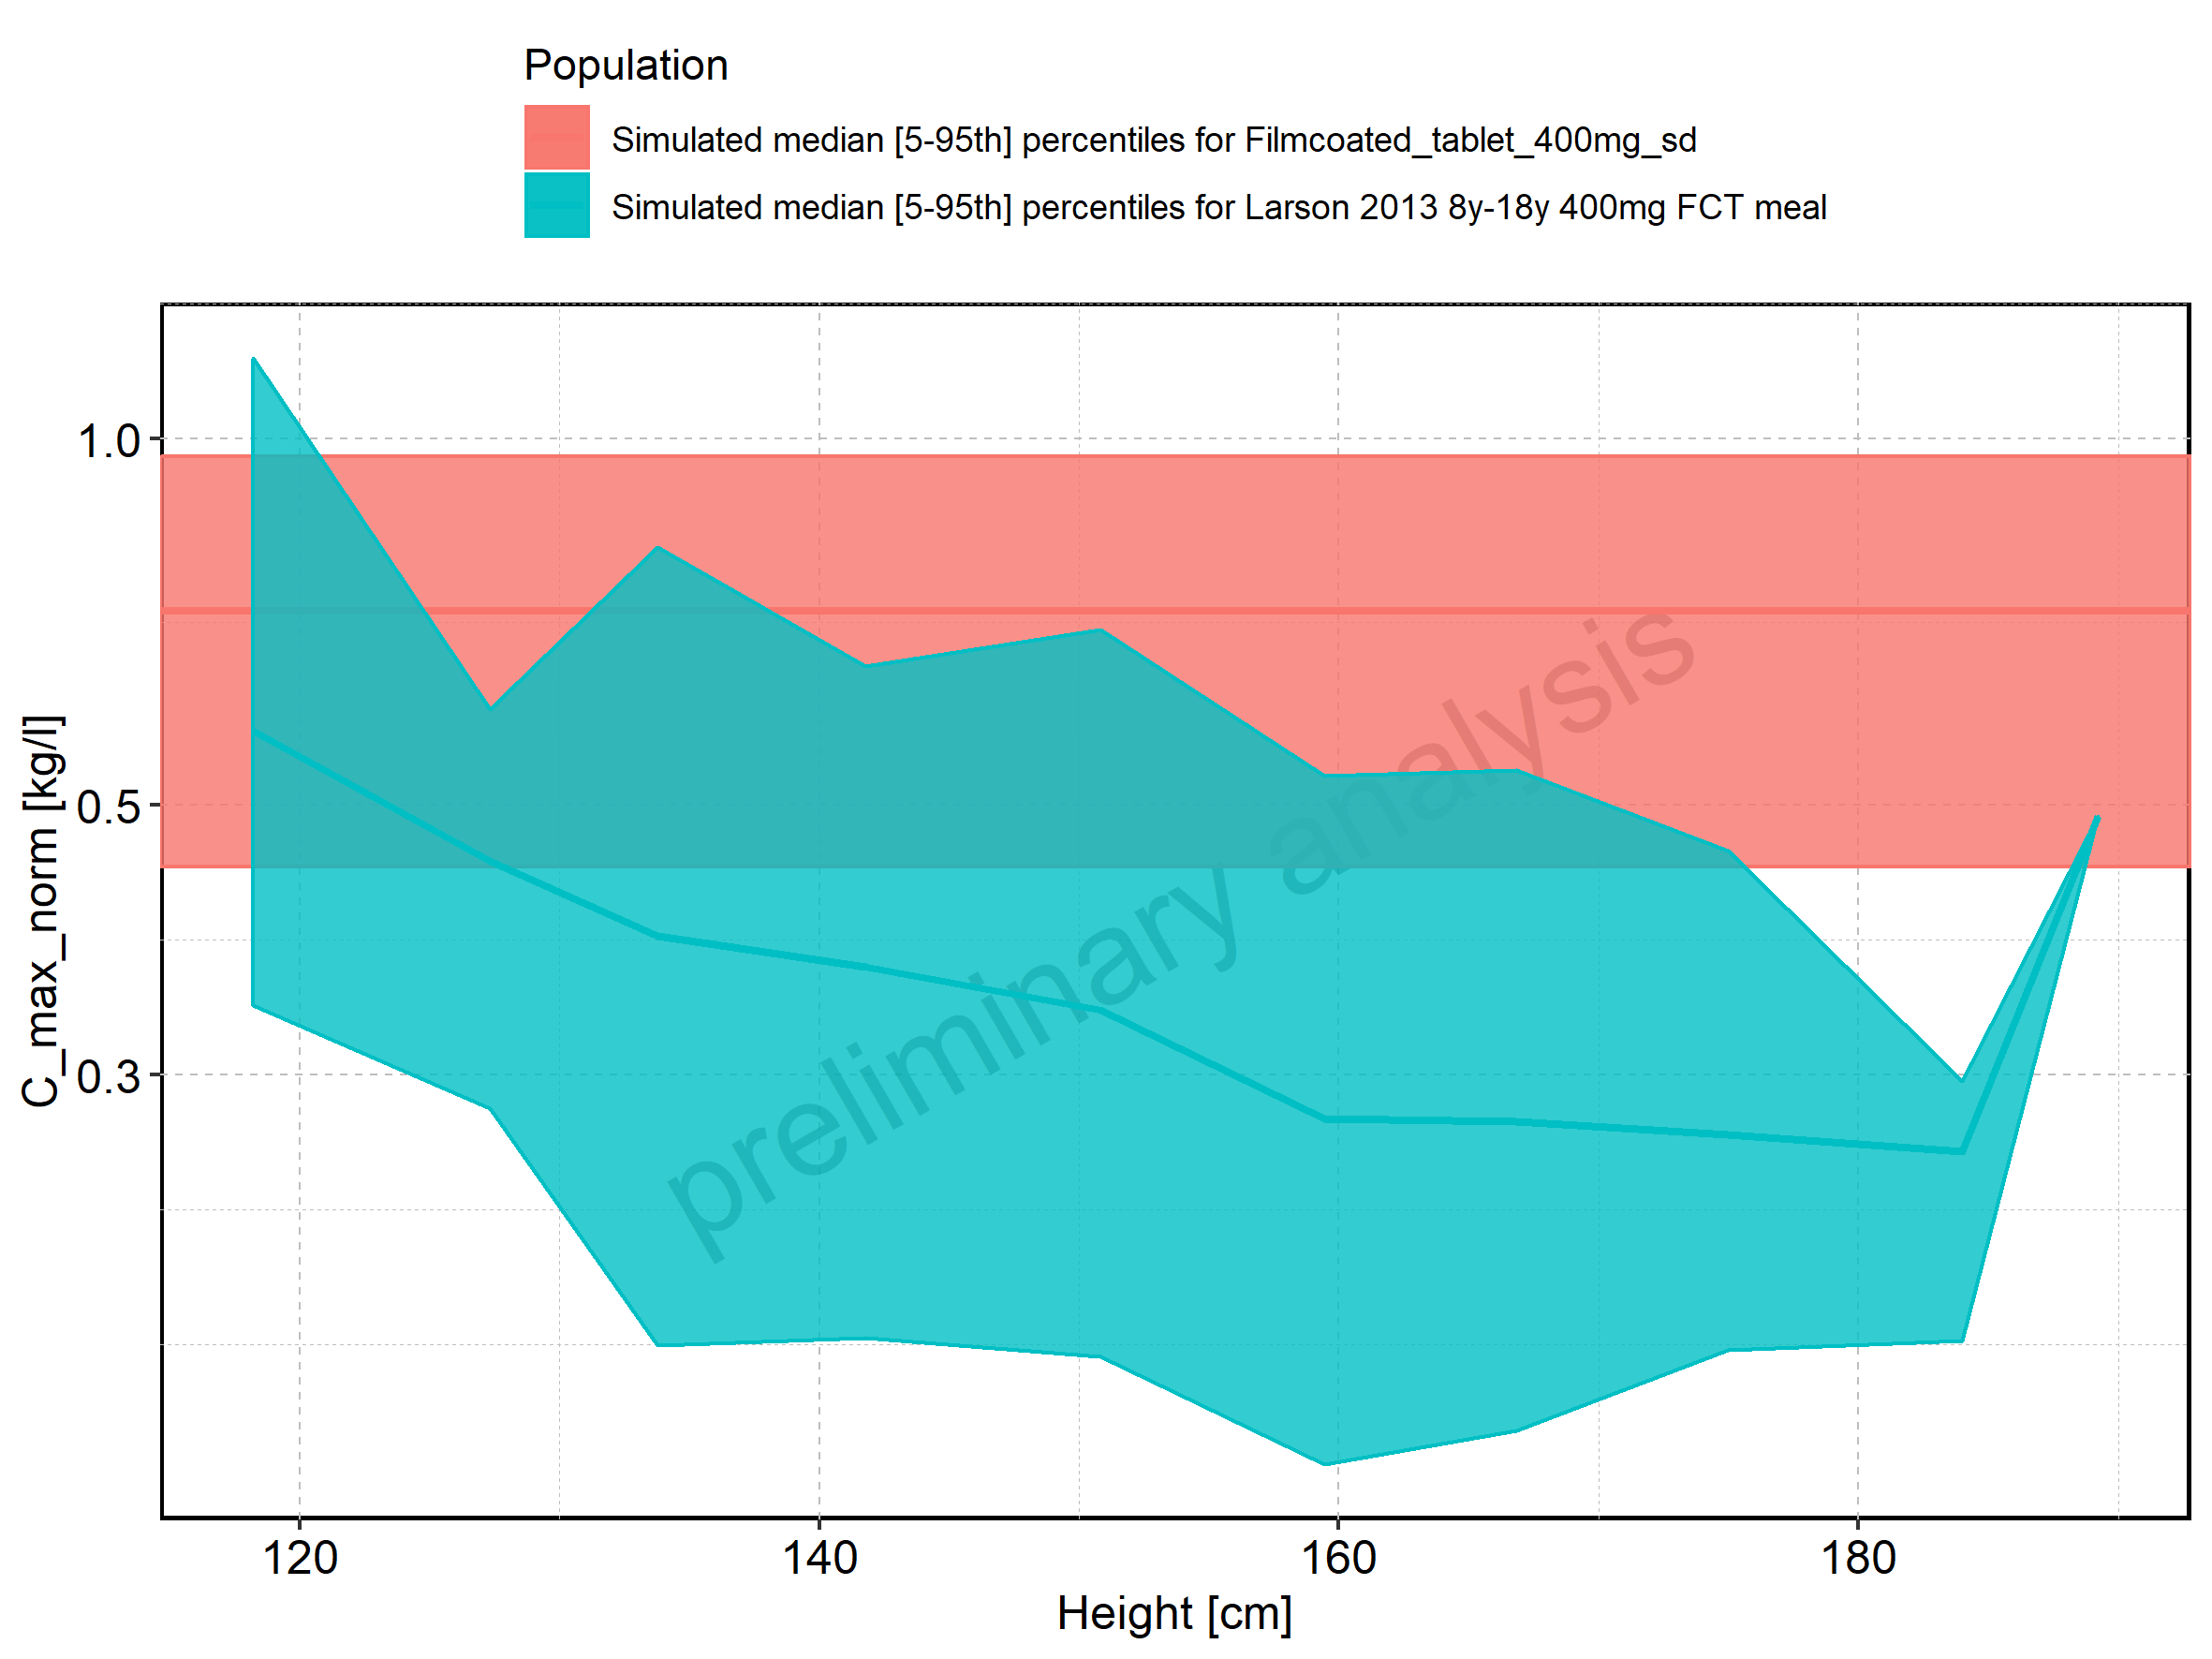 Population
Simulated median [5-95th] percentiles for Filmcoated_tablet_400mg_sd
Simulated median [5-95th] percentiles for Larson 2013 8y-18y 400mg FCT meal
C_max_norm [kg/l]
1.0
0.5
0.3
preliminary analysis
120 140 160 180
Height [cm]